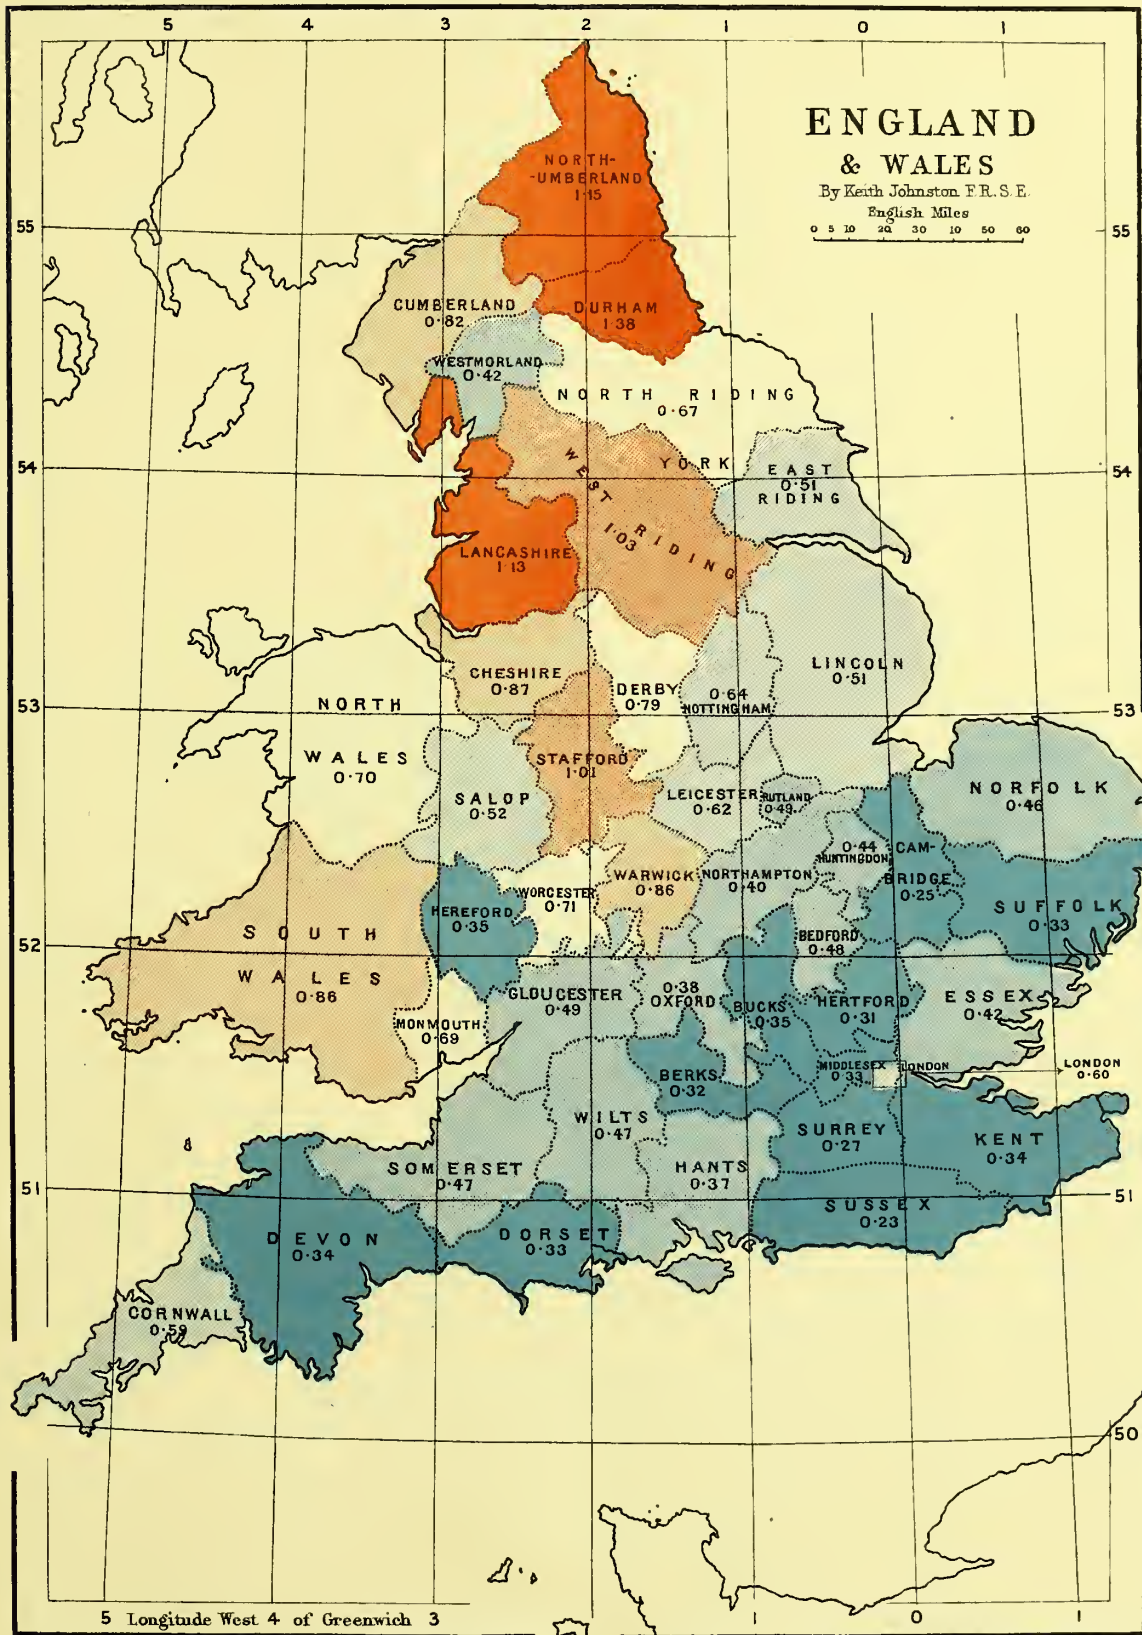 5 4 3 2 1 0 1
ENGLAND
& WALES
By Keith Johnston F.R.S.E.
English Miles
0 5 10 20 30 10 50 60
55
55
NORTH-
-UMBERLAND
1·15
DURHAM
1·38
CUMBERLAND
0·82
WESTMORLAND
0·42
NORTH RIDING
0·67
YORK
WEST RIDING
1·03
EAST
0·51
RIDING
54
54
LANCASHIRE
1·13
CHESHIRE
0·87
DERBY
0·79
0·64
NOTTINGHAM
LINCOLN
0·51
53
53
NORTH
WALES
0·70
STAFFORD
1·01
SALOP
0·52
LEICESTER
0·62
RUTLAND
0·49
NORFOLK
0·46
0·44
HUNTINGDON
CAM-
BRIDGE
0·25
WARWICK
0·86
NORTHAMPTON
0·40
WORCESTER
0·71
HEREFORD
0·35
SUFFOLK
0·33
BEDFORD
0·48
52
52
SOUTH
WALES
0·86
MONMOUTH
0·69
GLOUCESTER
0·49
0·38
OXFORD
BUCKS
0·35
HERTFORD
0·31
ESSEX
0·42
MIDDLESEX
0·33
LONDON
LONDON
0·60
BERKS
0·32
WILTS
0·47
SURREY
0·27
KENT
0·34
SOMERSET
0·47
HANTS
0·37
SUSSEX
0·23
51
51
DEVON
0·34
DORSET
0·33
CORNWALL
0·59
50
5 Longitude West 4 of Greenwich 3 1 0 1